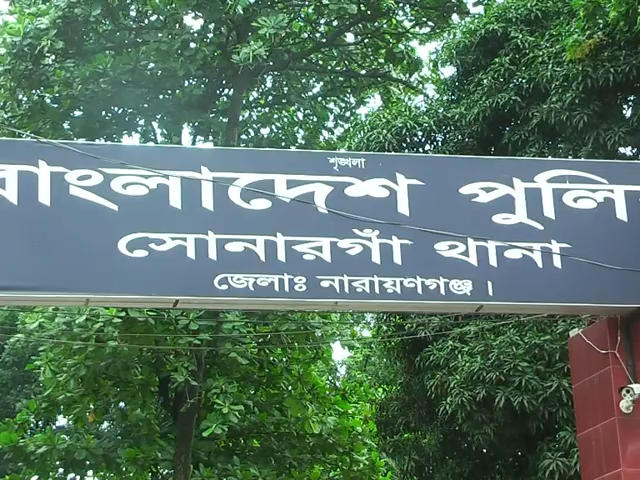 শৃঙ্খলা
বাংলাদেশ পুলি
সোনারগাঁ থানা
জেলাঃ নারায়ণগঞ্জ।